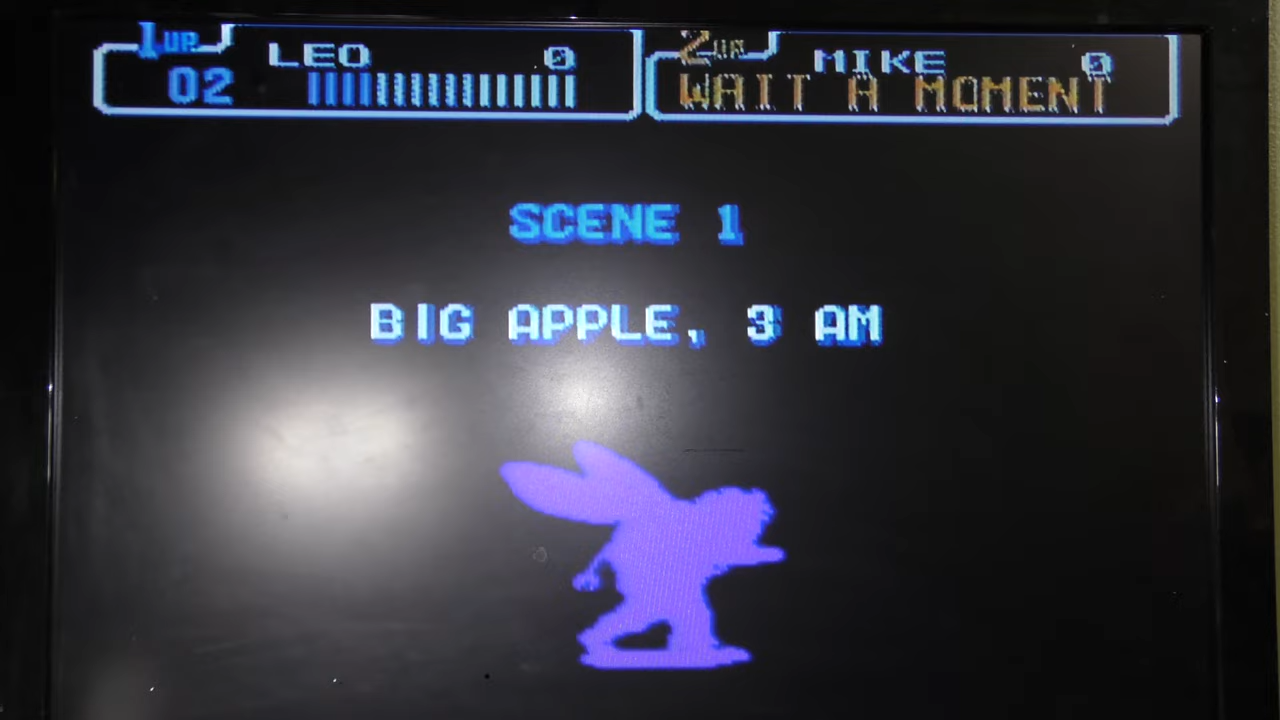 1UP LEO 0
02
2UP MIKE 0
WAIT A MOMENT
SCENE 1
BIG APPLE, 3 AM